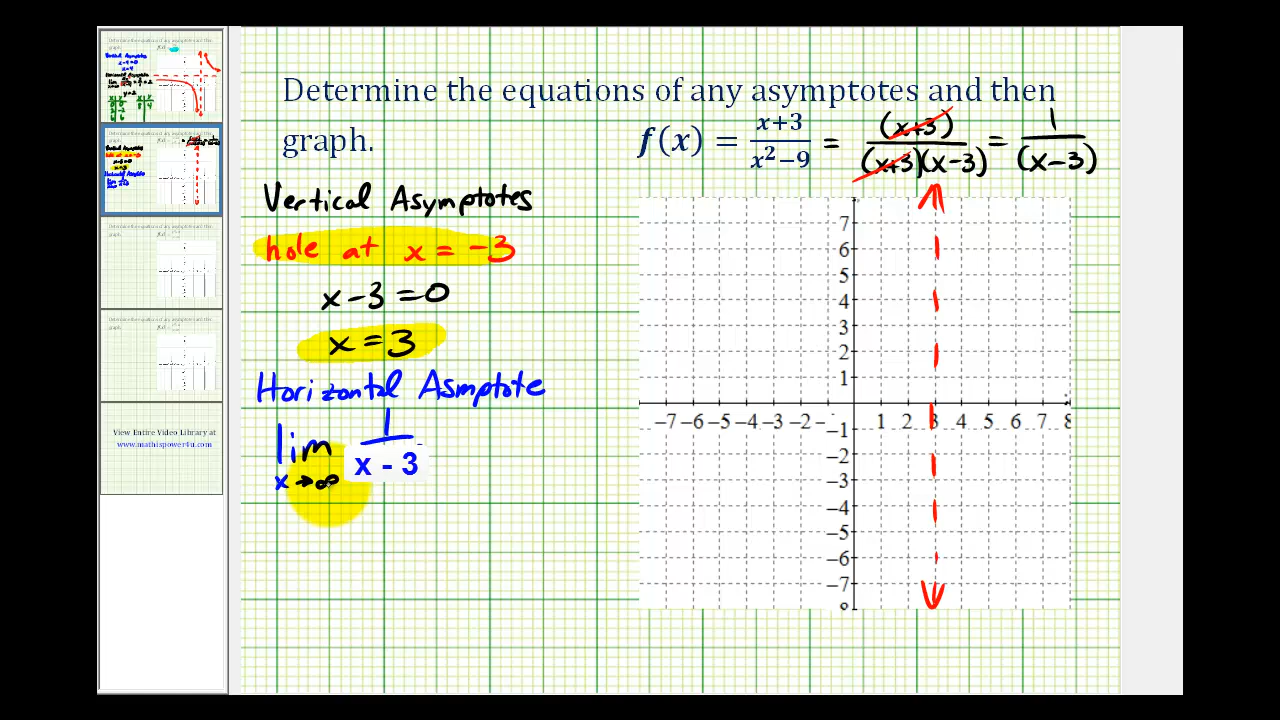 Determine the equations of any asymptotes and then
graph.
f(x) = x+3 / x²−9 = (x+3) / (x+3)(x−3) = 1 / (x−3)
Vertical Asymptotes
hole at x = −3
x−3=0
x=3
Horizontal Asmptote
lim x→∞ 1 / x - 3
7
6
5
4
3
2
1
−7 −6 −5 −4 −3 −2 − 1 2 3 4 5 6 7 8
−1
−2
−3
−4
−5
−6
−7
View Entire Video Library at
www.mathispower4u.com